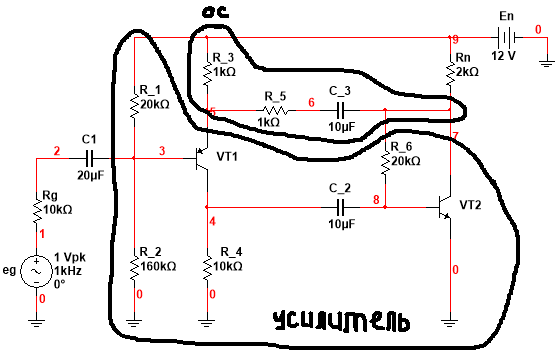 ос
En
9
0
12 V
R_3
1kΩ
Rn
2kΩ
R_1
20kΩ
5
6
C_3
R_5
1kΩ
10µF
7
2
C1
3
VT1
R_6
20kΩ
20µF
Rg
10kΩ
C_2
8
VT2
4
10µF
1
R_2
160kΩ
R_4
10kΩ
eg
1 Vpk
1kHz
0°
0
0
0
0
усилитель